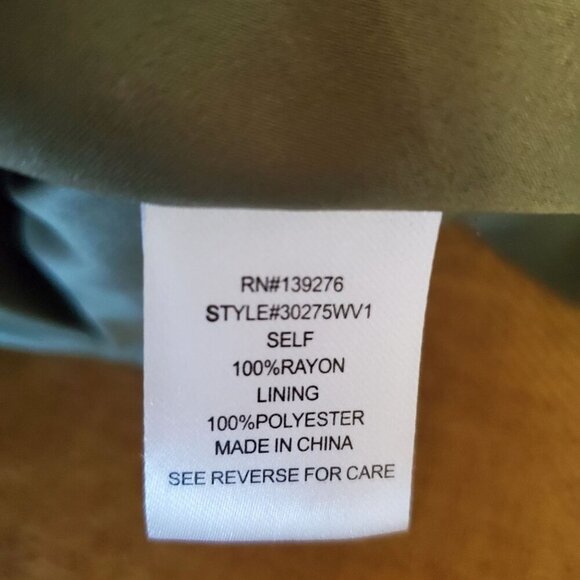 RN#139276
STYLE#30275WV1
SELF
100%RAYON
LINING
100%POLYESTER
MADE IN CHINA
SEE REVERSE FOR CARE